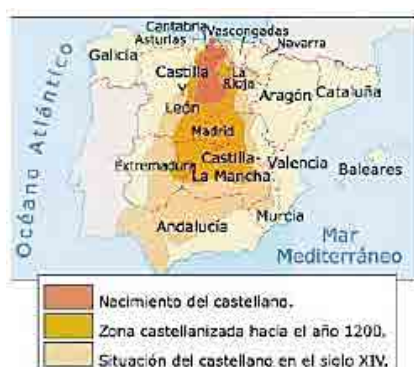 Cantabria
Asturias
Vascongadas
Navarra
Galicia
Castilla
y
León
La
Rioja
Aragón
Cataluña
Madrid
Extremadura
Castilla-
La Mancha
Valencia
Baleares
Andalucía
Murcia
Océano Atlántico
Mar
Mediterráneo
Nacimiento del castellano.
Zona castellanizada hacia el año 1200.
Situación del castellano en el siglo XIV.